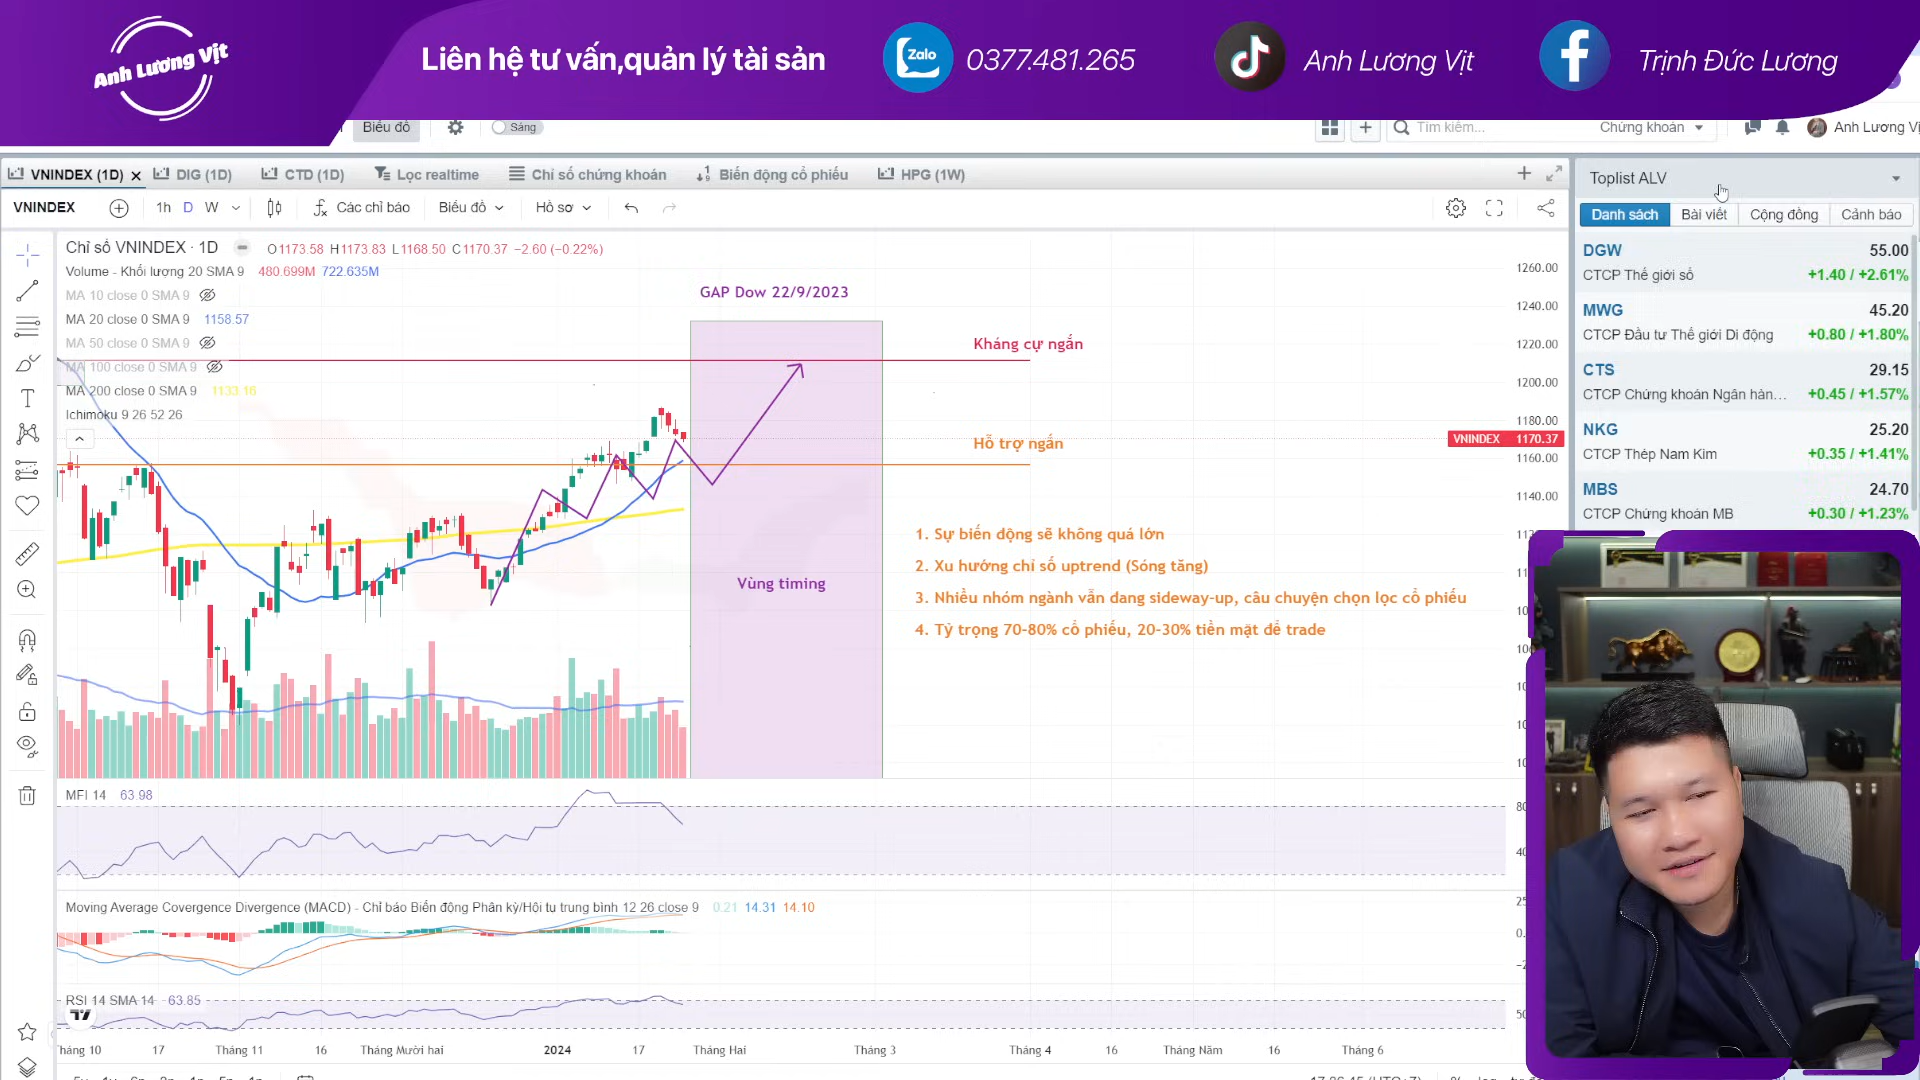 Anh Lương Vịt
Liên hệ tư vấn,quản lý tài sản
Zalo
0377.481.265
Anh Lương Vịt
Trịnh Đức Lương
Biểu đồ
Sáng
Tìm kiếm...
Chứng khoán
Anh Lương Vị
VNINDEX (1D)
DIG (1D)
CTD (1D)
Lọc realtime
Chỉ số chứng khoán
Biến động cổ phiếu
HPG (1W)
Toplist ALV
VNINDEX
1h
D
W
Các chỉ báo
Biểu đồ
Hồ sơ
Danh sách
Bài viết
Cộng đồng
Cảnh báo
Chỉ số VNINDEX · 1D
O1173.58 H1173.83 L1168.50 C1170.37 −2.60 (−0.22%)
Volume - Khối lượng 20 SMA 9 480.699M 722.635M
MA 10 close 0 SMA 9
MA 20 close 0 SMA 9 1158.57
MA 50 close 0 SMA 9
MA 100 close 0 SMA 9
MA 200 close 0 SMA 9 1133.16
Ichimoku 9 26 52 26
GAP Dow 22/9/2023
Kháng cự ngắn
Hỗ trợ ngắn
Vùng timing
1. Sự biến động sẽ không quá lớn
2. Xu hướng chỉ số uptrend (Sóng tăng)
3. Nhiều nhóm ngành vẫn đang sideway-up, câu chuyện chọn lọc cổ phiếu
4. Tỷ trọng 70-80% cổ phiếu, 20-30% tiền mặt để trade
1260.00
1240.00
1220.00
1200.00
1180.00
VNINDEX 1170.37
1160.00
1140.00
DGW 55.00
CTCP Thế giới số +1.40 / +2.61%
MWG 45.20
CTCP Đầu tư Thế giới Di động +0.80 / +1.80%
CTS 29.15
CTCP Chứng khoán Ngân hàn... +0.45 / +1.57%
NKG 25.20
CTCP Thép Nam Kim +0.35 / +1.41%
MBS 24.70
CTCP Chứng khoán MB +0.30 / +1.23%
MFI 14 63.98
80
40
Moving Average Covergence Divergence (MACD) - Chỉ báo Biến động Phân kỳ/Hội tụ trung bình 12 26 close 9 0.21 14.31 14.10
RSI 14 SMA 14 63.85
Tháng 10
17
Tháng 11
16
Tháng Mười hai
2024
17
Tháng Hai
Tháng 3
Tháng 4
16
Tháng Năm
16
Tháng 6